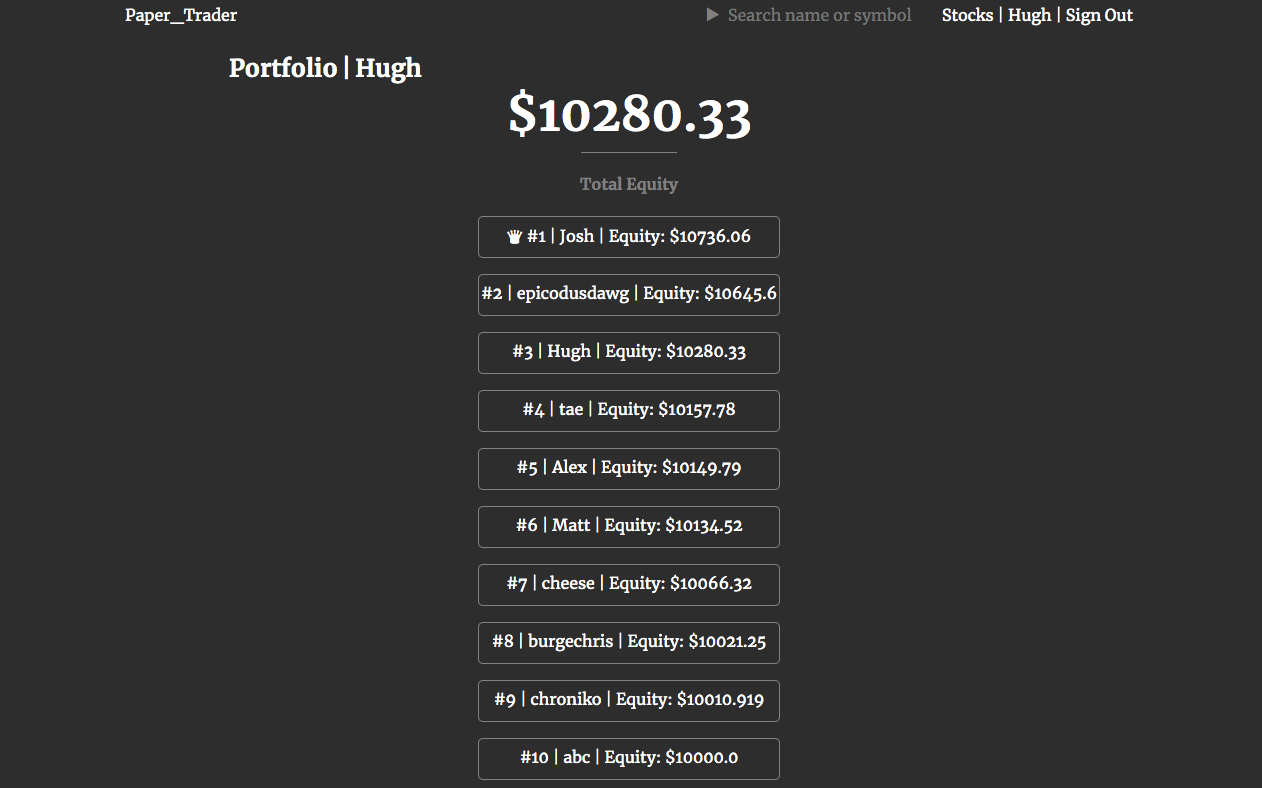 Paper_Trader
Search name or symbol
Stocks | Hugh | Sign Out
Portfolio | Hugh
$10280.33
Total Equity
#1 | Josh | Equity: $10736.06
#2 | epicodusdawg | Equity: $10645.6
#3 | Hugh | Equity: $10280.33
#4 | tae | Equity: $10157.78
#5 | Alex | Equity: $10149.79
#6 | Matt | Equity: $10134.52
#7 | cheese | Equity: $10066.32
#8 | burgechris | Equity: $10021.25
#9 | chroniko | Equity: $10010.919
#10 | abc | Equity: $10000.0